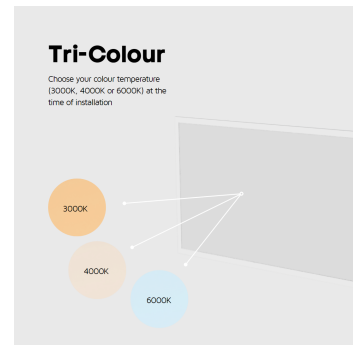 Tri-Colour
Choose your colour temperature
(3000K, 4000K or 6000K) at the
time of installation
3000K
4000K
6000K